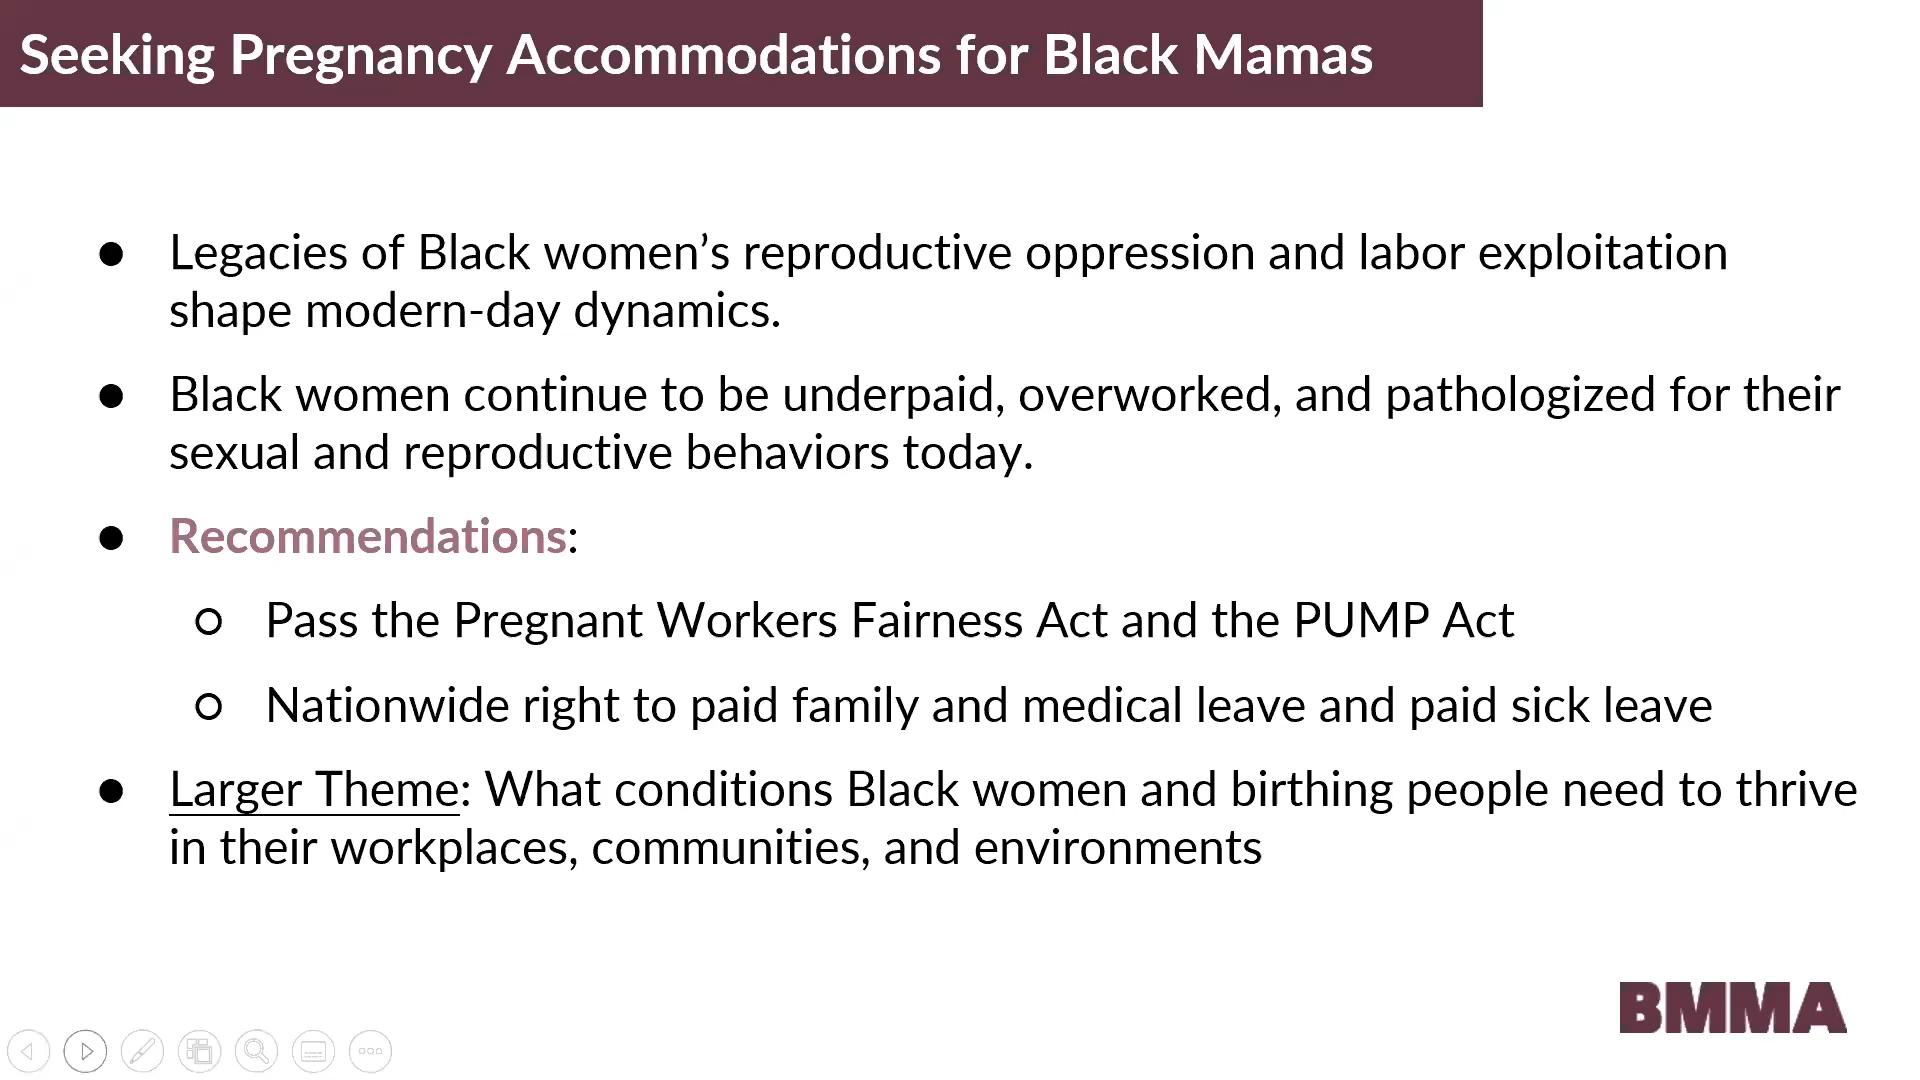 Seeking Pregnancy Accommodations for Black Mamas
● Legacies of Black women’s reproductive oppression and labor exploitation
shape modern-day dynamics.
● Black women continue to be underpaid, overworked, and pathologized for their
sexual and reproductive behaviors today.
● Recommendations:
○ Pass the Pregnant Workers Fairness Act and the PUMP Act
○ Nationwide right to paid family and medical leave and paid sick leave
● Larger Theme: What conditions Black women and birthing people need to thrive
in their workplaces, communities, and environments
BMMA